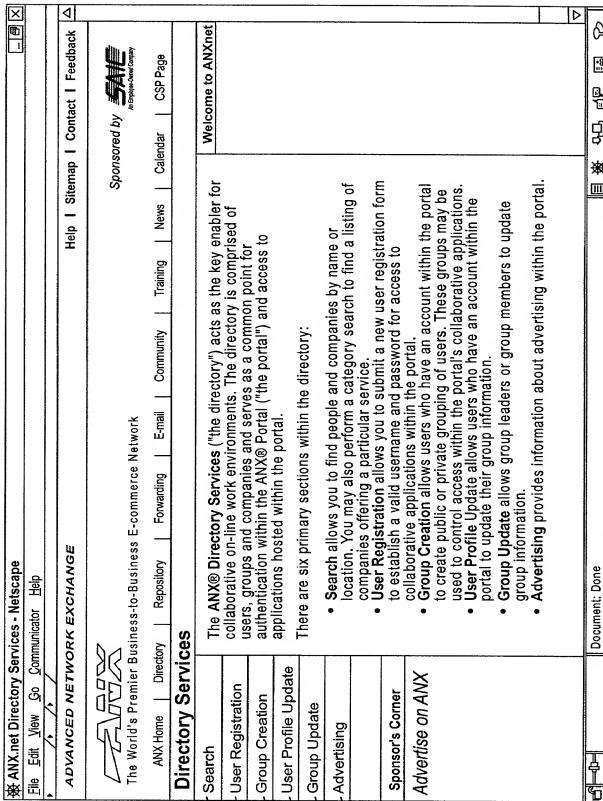 ANX.net Directory Services - Netscape
File Edit View Go Communicator Help
ADVANCED NETWORK EXCHANGE
Help | Sitemap | Contact | Feedback
ANX
The World's Premier Business-to-Business E-commerce Network
Sponsored by SAIC
An Employee-Owned Company
ANX Home | Directory | Repository | Forwarding | E-mail | Community | Training | News | Calendar | CSP Page
Directory Services
Search
User Registration
Group Creation
User Profile Update
Group Update
Advertising
Sponsor's Corner
Advertise on ANX
The ANX® Directory Services ("the directory") acts as the key enabler for
collaborative on-line work environments. The directory is comprised of
users, groups and companies and serves as a common point for
authentication within the ANX® Portal ("the portal") and access to
applications hosted within the portal.
There are six primary sections within the directory:
• Search allows you to find people and companies by name or
location. You may also perform a category search to find a listing of
companies offering a particular service.
• User Registration allows you to submit a new user registration form
to establish a valid username and password for access to
collaborative applications within the portal.
• Group Creation allows users who have an account within the portal
to create public or private grouping of users. These groups may be
used to control access within the portal's collaborative applications.
• User Profile Update allows users who have an account within the
portal to update their group information.
• Group Update allows group leaders or group members to update
group information.
• Advertising provides information about advertising within the portal.
Welcome to ANXnet
Document: Done